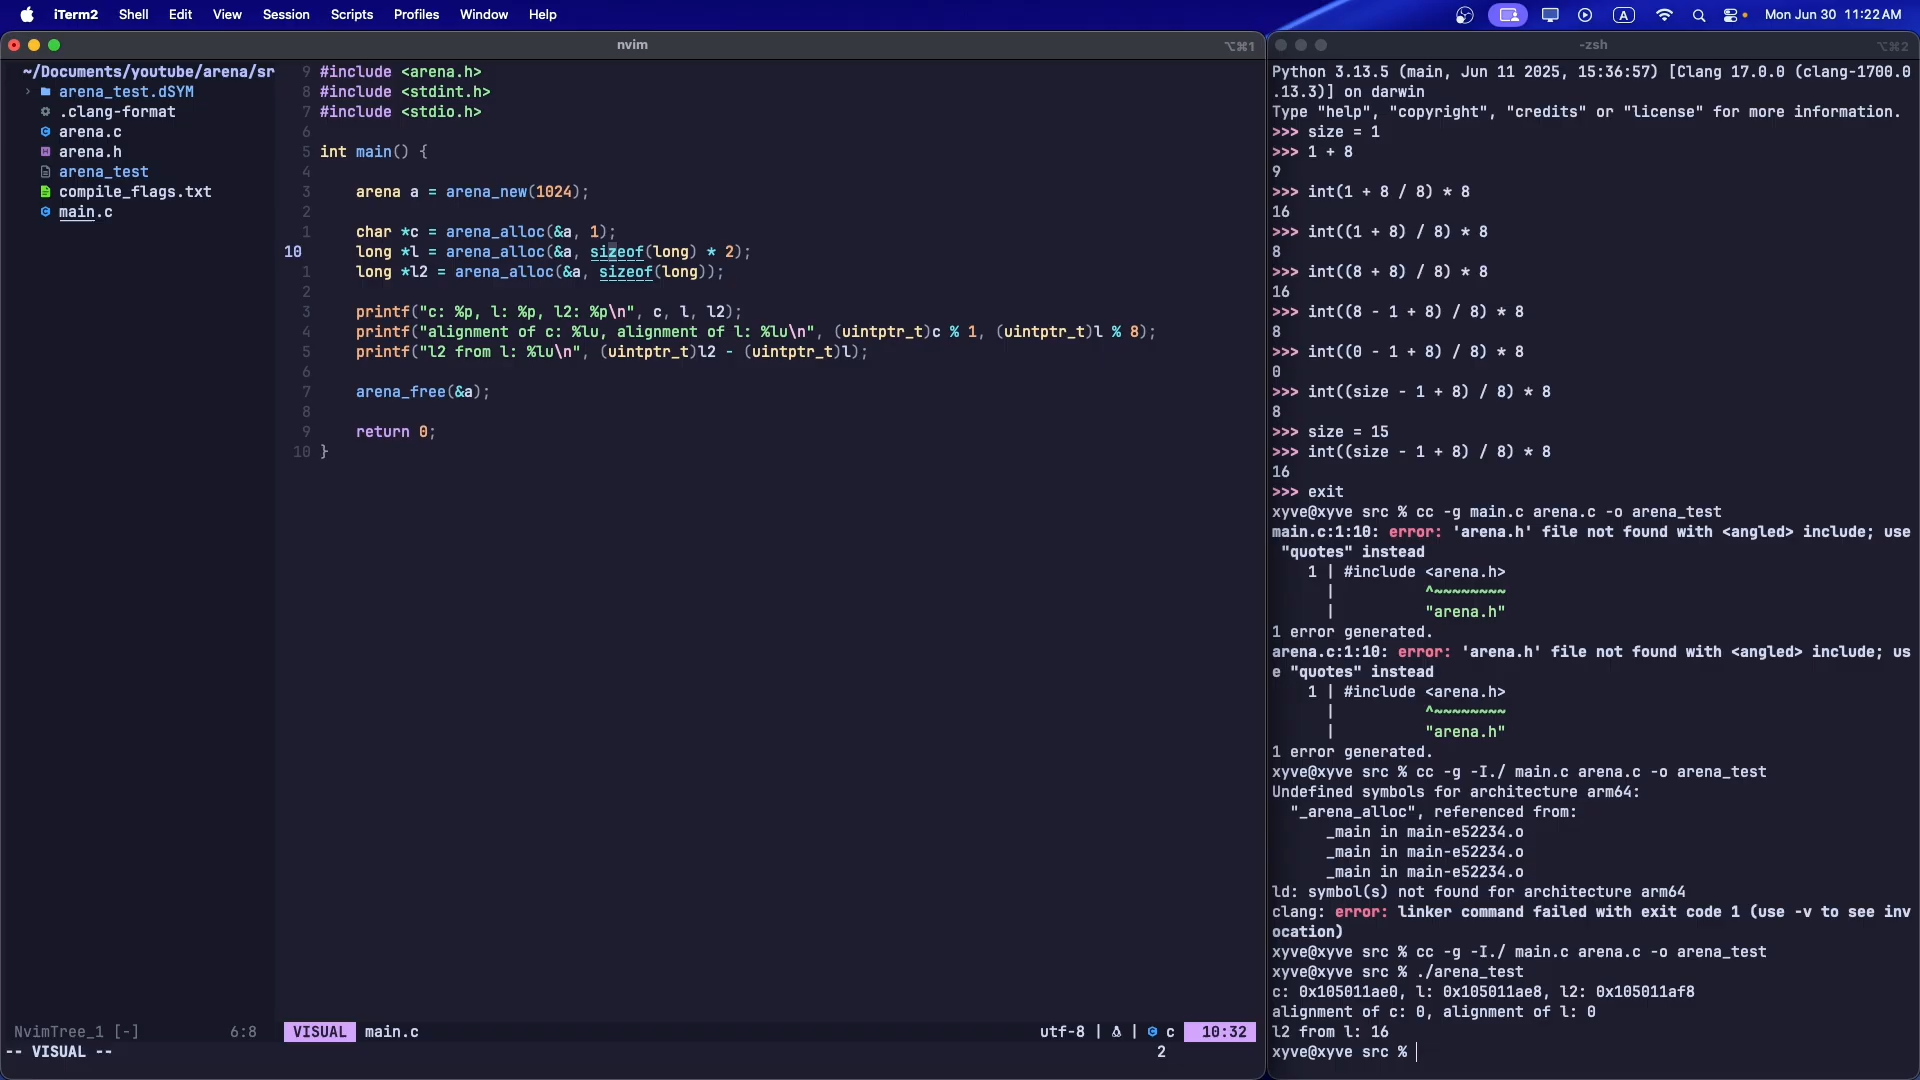 iTerm2 Shell Edit View Session Scripts Profiles Window Help A Mon Jun 30 11:22 AM
nvim ⌥⌘1
~/Documents/youtube/arena/sr
› arena_test.dSYM
.clang-format
arena.c
arena.h
arena_test
compile_flags.txt
main.c
9 #include <arena.h>
8 #include <stdint.h>
7 #include <stdio.h>
6
5 int main() {
4
3     arena a = arena_new(1024);
2
1     char *c = arena_alloc(&a, 1);
10     long *l = arena_alloc(&a, sizeof(long) * 2);
1     long *l2 = arena_alloc(&a, sizeof(long));
2
3     printf("c: %p, l: %p, l2: %p\n", c, l, l2);
4     printf("alignment of c: %lu, alignment of l: %lu\n", (uintptr_t)c % 1, (uintptr_t)l % 8);
5     printf("l2 from l: %lu\n", (uintptr_t)l2 - (uintptr_t)l);
6
7     arena_free(&a);
8
9     return 0;
10 }
NvimTree_1 [-] 6:8
VISUAL main.c utf-8 | | c 10:32
-- VISUAL -- 2
-zsh ⌥⌘2
Python 3.13.5 (main, Jun 11 2025, 15:36:57) [Clang 17.0.0 (clang-1700.0
.13.3)] on darwin
Type "help", "copyright", "credits" or "license" for more information.
>>> size = 1
>>> 1 + 8
9
>>> int(1 + 8 / 8) * 8
16
>>> int((1 + 8) / 8) * 8
8
>>> int((8 + 8) / 8) * 8
16
>>> int((8 - 1 + 8) / 8) * 8
8
>>> int((0 - 1 + 8) / 8) * 8
0
>>> int((size - 1 + 8) / 8) * 8
8
>>> size = 15
>>> int((size - 1 + 8) / 8) * 8
16
>>> exit
xyve@xyve src % cc -g main.c arena.c -o arena_test
main.c:1:10: error: 'arena.h' file not found with <angled> include; use
"quotes" instead
1 | #include <arena.h>
|          ^~~~~~~~~
|          "arena.h"
1 error generated.
arena.c:1:10: error: 'arena.h' file not found with <angled> include; us
e "quotes" instead
1 | #include <arena.h>
|          ^~~~~~~~~
|          "arena.h"
1 error generated.
xyve@xyve src % cc -g -I./ main.c arena.c -o arena_test
Undefined symbols for architecture arm64:
"_arena_alloc", referenced from:
_main in main-e52234.o
_main in main-e52234.o
_main in main-e52234.o
ld: symbol(s) not found for architecture arm64
clang: error: linker command failed with exit code 1 (use -v to see inv
ocation)
xyve@xyve src % cc -g -I./ main.c arena.c -o arena_test
xyve@xyve src % ./arena_test
c: 0x105011ae0, l: 0x105011ae8, l2: 0x105011af8
alignment of c: 0, alignment of l: 0
l2 from l: 16
xyve@xyve src %